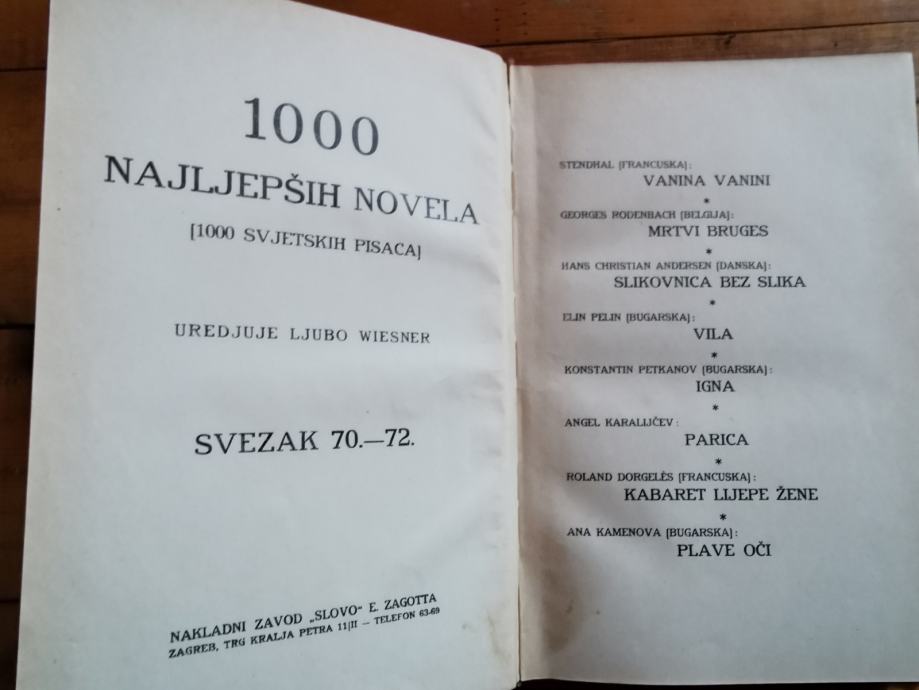 1000
NAJLJEPŠIH NOVELA
[1000 SVJETSKIH PISACA]
UREDJUJE LJUBO WIESNER
SVEZAK 70.—72.
NAKLADNI ZAVOD „SLOVO“ E. ZAGOTTA
ZAGREB, TRG KRALJA PETRA 11|II — TELEFON 63-69
STENDHAL [FRANCUSKA]:
VANINA VANINI
*
GEORGES RODENBACH [BELGIJA]:
MRTVI BRUGES
*
HANS CHRISTIAN ANDERSEN [DANSKA]:
SLIKOVNICA BEZ SLIKA
*
ELIN PELIN [BUGARSKA]:
VILA
*
KONSTANTIN PETKANOV [BUGARSKA]:
IGNA
*
ANGEL KARALIJČEV:
PARICA
*
ROLAND DORGELÈS [FRANCUSKA]:
KABARET LIJEPE ŽENE
*
ANA KAMENOVA [BUGARSKA]:
PLAVE OČI